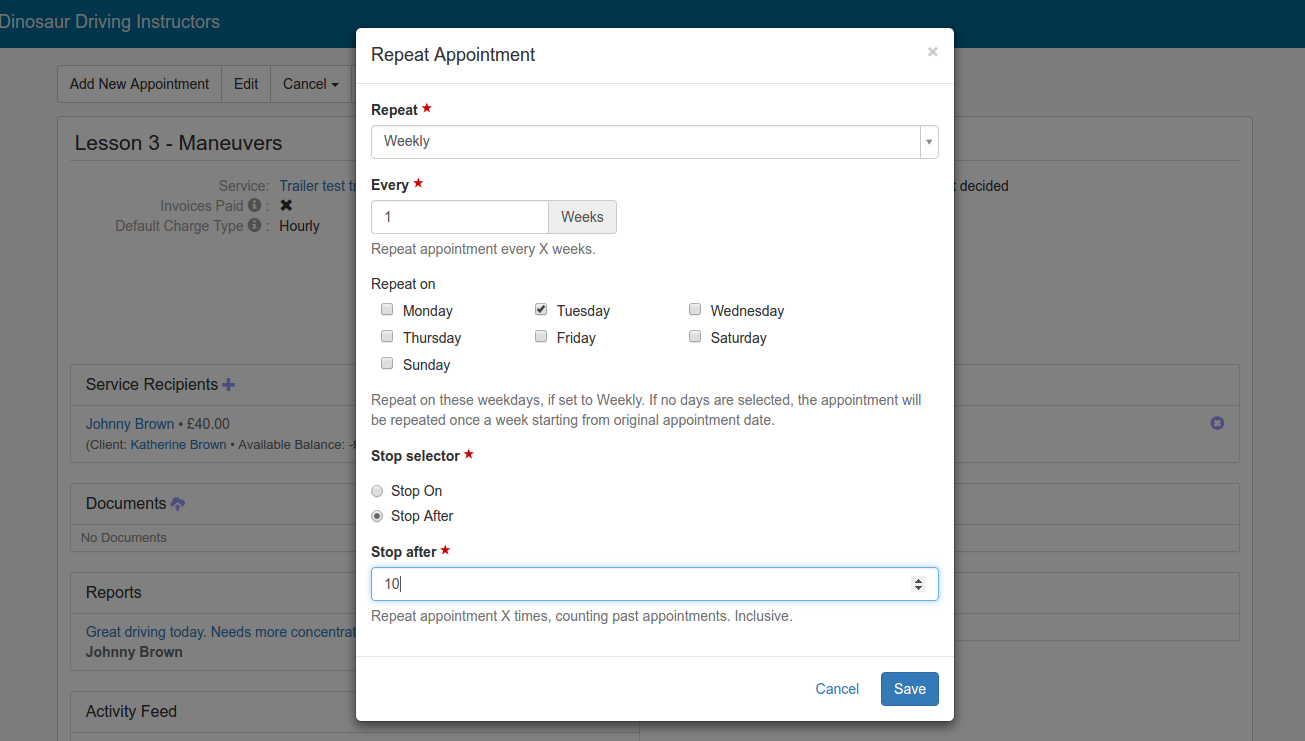 Dinosaur Driving Instructors
Add New Appointment Edit Cancel
Lesson 3 - Maneuvers
Service: Trailer test
Invoices Paid :
Default Charge Type : Hourly
decided
Service Recipients
Johnny Brown • £40.00
(Client: Katherine Brown • Available Balance:
Documents
No Documents
Reports
Great driving today. Needs more concentrat
Johnny Brown
Activity Feed
Repeat Appointment
×
Repeat ★
Weekly
Every ★
1 Weeks
Repeat appointment every X weeks.
Repeat on
Monday Tuesday Wednesday
Thursday Friday Saturday
Sunday
Repeat on these weekdays, if set to Weekly. If no days are selected, the appointment will
be repeated once a week starting from original appointment date.
Stop selector ★
Stop On
Stop After
Stop after ★
10
Repeat appointment X times, counting past appointments. Inclusive.
Cancel Save